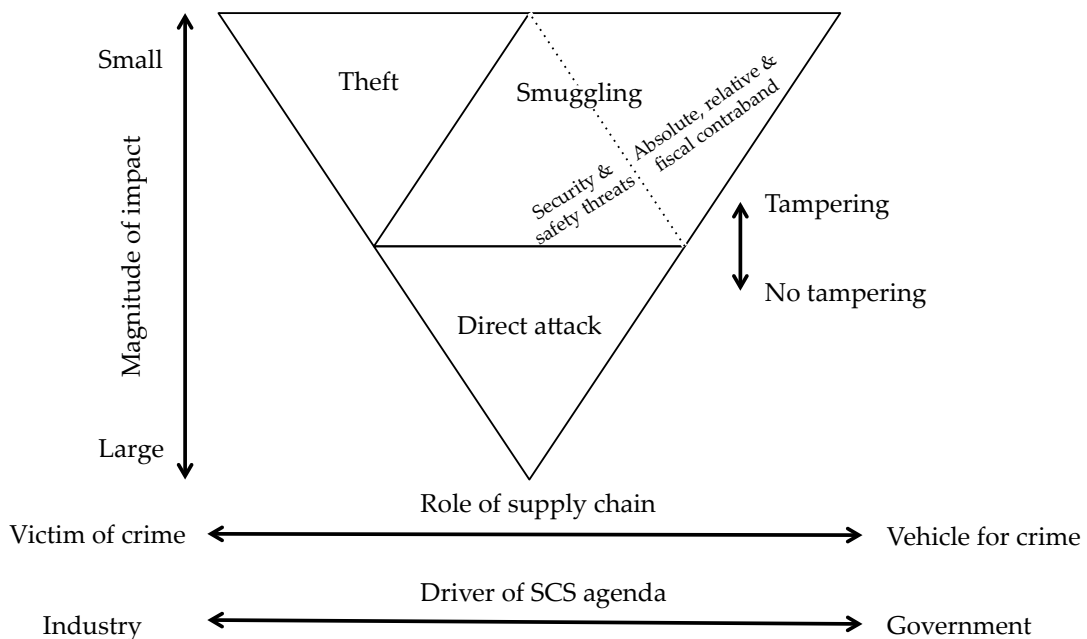 Small
Theft
Smuggling
Absolute, relative &
fiscal contraband
Security &
safety threats
Magnitude of impact
Tampering
No tampering
Direct attack
Large
Role of supply chain
Victim of crime
Vehicle for crime
Driver of SCS agenda
Industry
Government